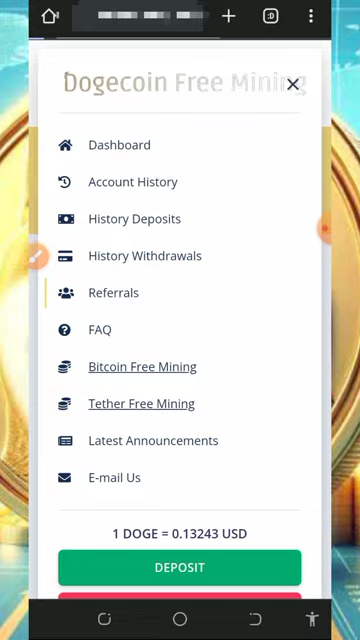 :D
Dogecoin Free Mining
Dashboard
Account History
History Deposits
History Withdrawals
Referrals
FAQ
Bitcoin Free Mining
Tether Free Mining
Latest Announcements
E-mail Us
1 DOGE = 0.13243 USD
DEPOSIT